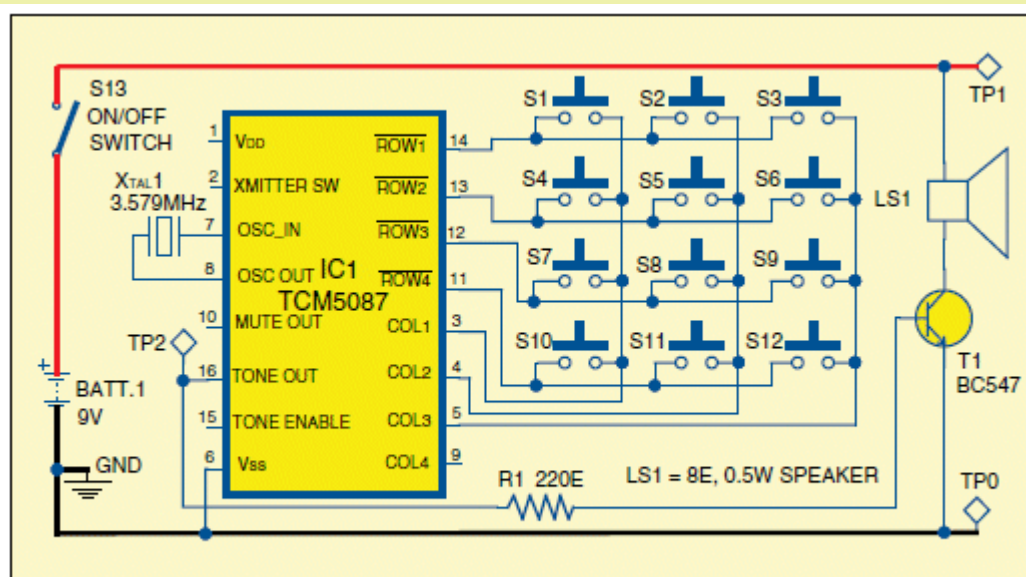 S13
ON/OFF
SWITCH
XTAL1
3.579MHz
1
VDD
2
XMITTER SW
7
OSC_IN
8
OSC OUT
10
MUTE OUT
16
TONE OUT
15
TONE ENABLE
6
VSS
IC1
TCM5087
ROW1
14
ROW2
13
ROW3
12
ROW4
11
COL1
3
COL2
4
COL3
5
COL4
9
TP2
+
BATT.1
9V
GND
S1
S2
S3
S4
S5
S6
S7
S8
S9
S10
S11
S12
TP1
LS1
T1
BC547
R1 220E
LS1 = 8E, 0.5W SPEAKER
TP0